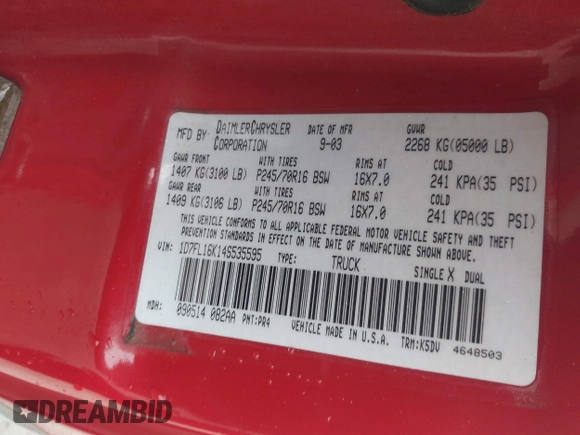 MFD BY: DAIMLERCHRYSLER CORPORATION DATE OF MFR 9-03 GVWR 2268 KG(05000 LB)
GAWR FRONT WITH TIRES RIMS AT COLD
1407 KG(3100 LB) P245/70R16 BSW 16X7.0 241 KPA(35 PSI)
GAWR REAR WITH TIRES RIMS AT COLD
1409 KG(3106 LB) P245/70R16 BSW 16X7.0 241 KPA(35 PSI)
THIS VEHICLE CONFORMS TO ALL APPLICABLE FEDERAL MOTOR VEHICLE SAFETY AND THEFT
PREVENTION STANDARDS IN EFFECT ON THE DATE OF MANUFACTURE SHOWN ABOVE.
VIN: 1D7FL16K14S535595 TYPE: TRUCK SINGLE X DUAL
MDH: 090514 082AA PNT:PR4 VEHICLE MADE IN U.S.A. TRM:K5DV 4648503
DREAMBID